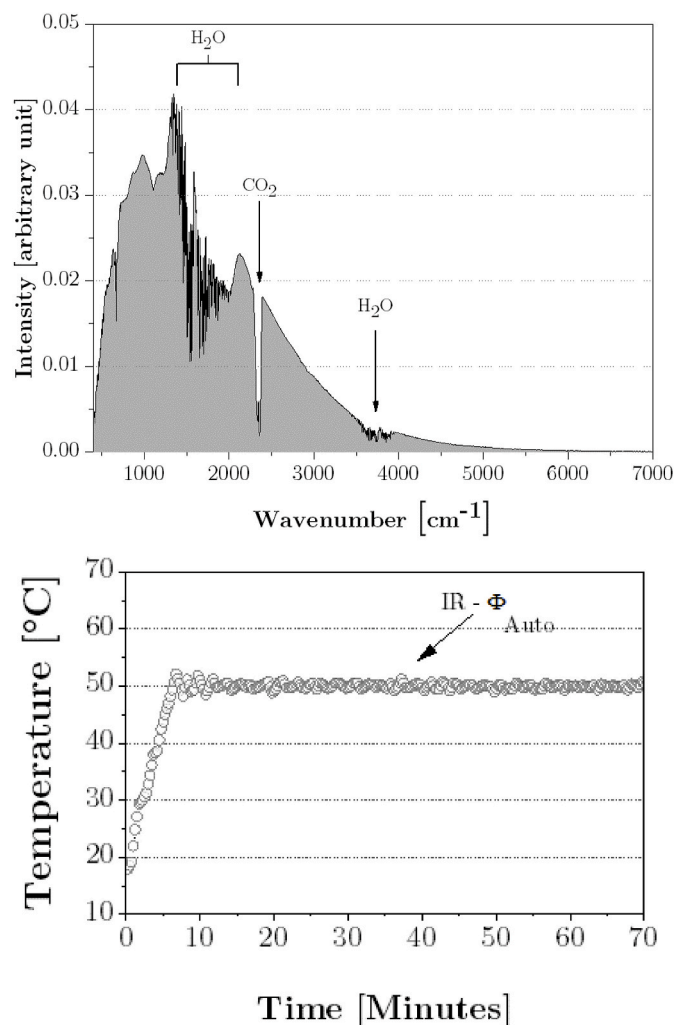 0.05
H2O
0.04
CO2
0.03
0.02
H2O
0.01
0.00
Intensity [arbitrary unit]
1000 2000 3000 4000 5000 6000 7000
Wavenumber [cm-1]
70
IR - Φ Auto
60
50
40
30
20
10
Temperature [°C]
0 10 20 30 40 50 60 70
Time [Minutes]